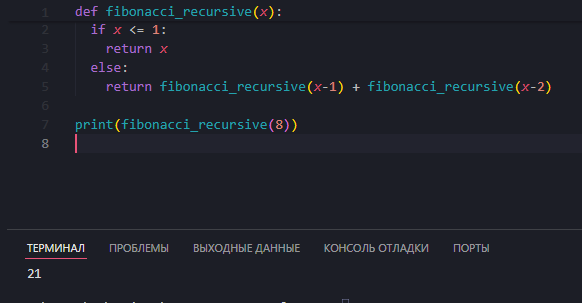 1 def fibonacci_recursive(x):
2 if x <= 1:
3 return x
4 else:
5 return fibonacci_recursive(x-1) + fibonacci_recursive(x-2)
6
7 print(fibonacci_recursive(8))
8
ТЕРМИНАЛ ПРОБЛЕМЫ ВЫХОДНЫЕ ДАННЫЕ КОНСОЛЬ ОТЛАДКИ ПОРТЫ
21